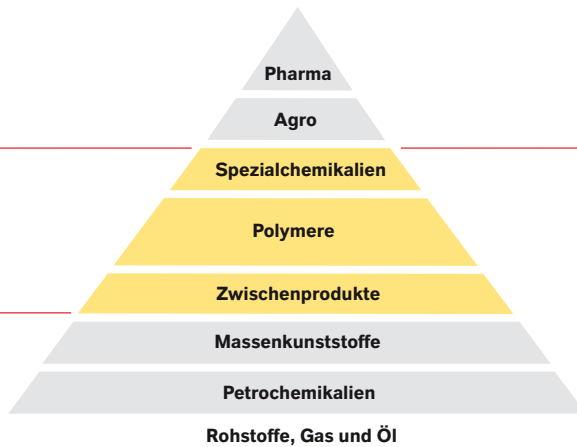 Pharma
Agro
Spezialchemikalien
Polymere
Zwischenprodukte
Massenkunststoffe
Petrochemikalien
Rohstoffe, Gas und Öl